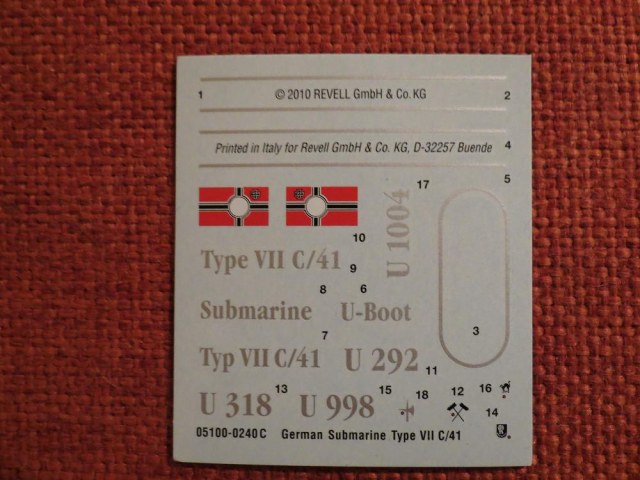 1 © 2010 REVELL GmbH & Co. KG 2
Printed in Italy for Revell GmbH & Co. KG, D-32257 Buende 4
17 5
U 1004
10
Type VII C/41 9
8 6
Submarine U-Boot
7 3
Typ VII C/41 U 292 11
13 15 18 12 16
U 318 U 998 14
05100-0240 C German Submarine Type VII C/41